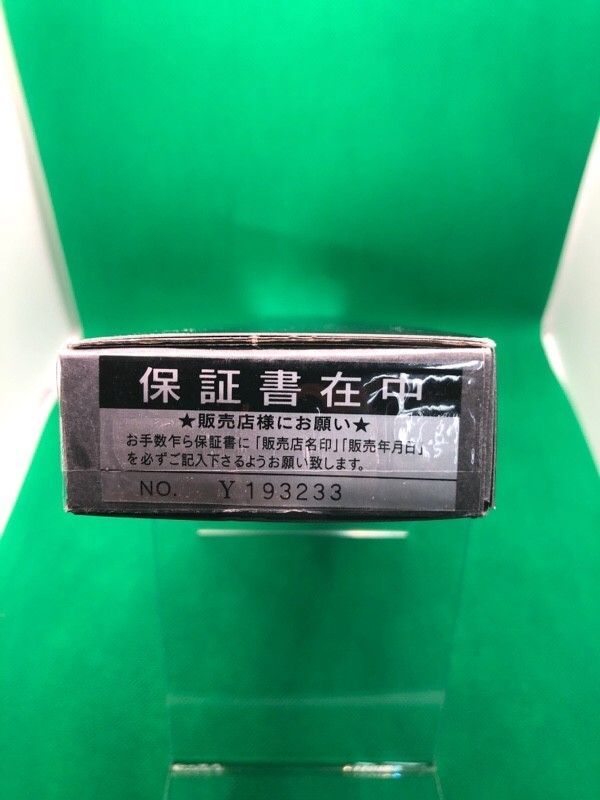 保証書在中
★販売店様にお願い★
お手数乍ら保証書に「販売店名印」「販売年月日」
を必ずご記入下さるようお願い致します。
NO. Y193233